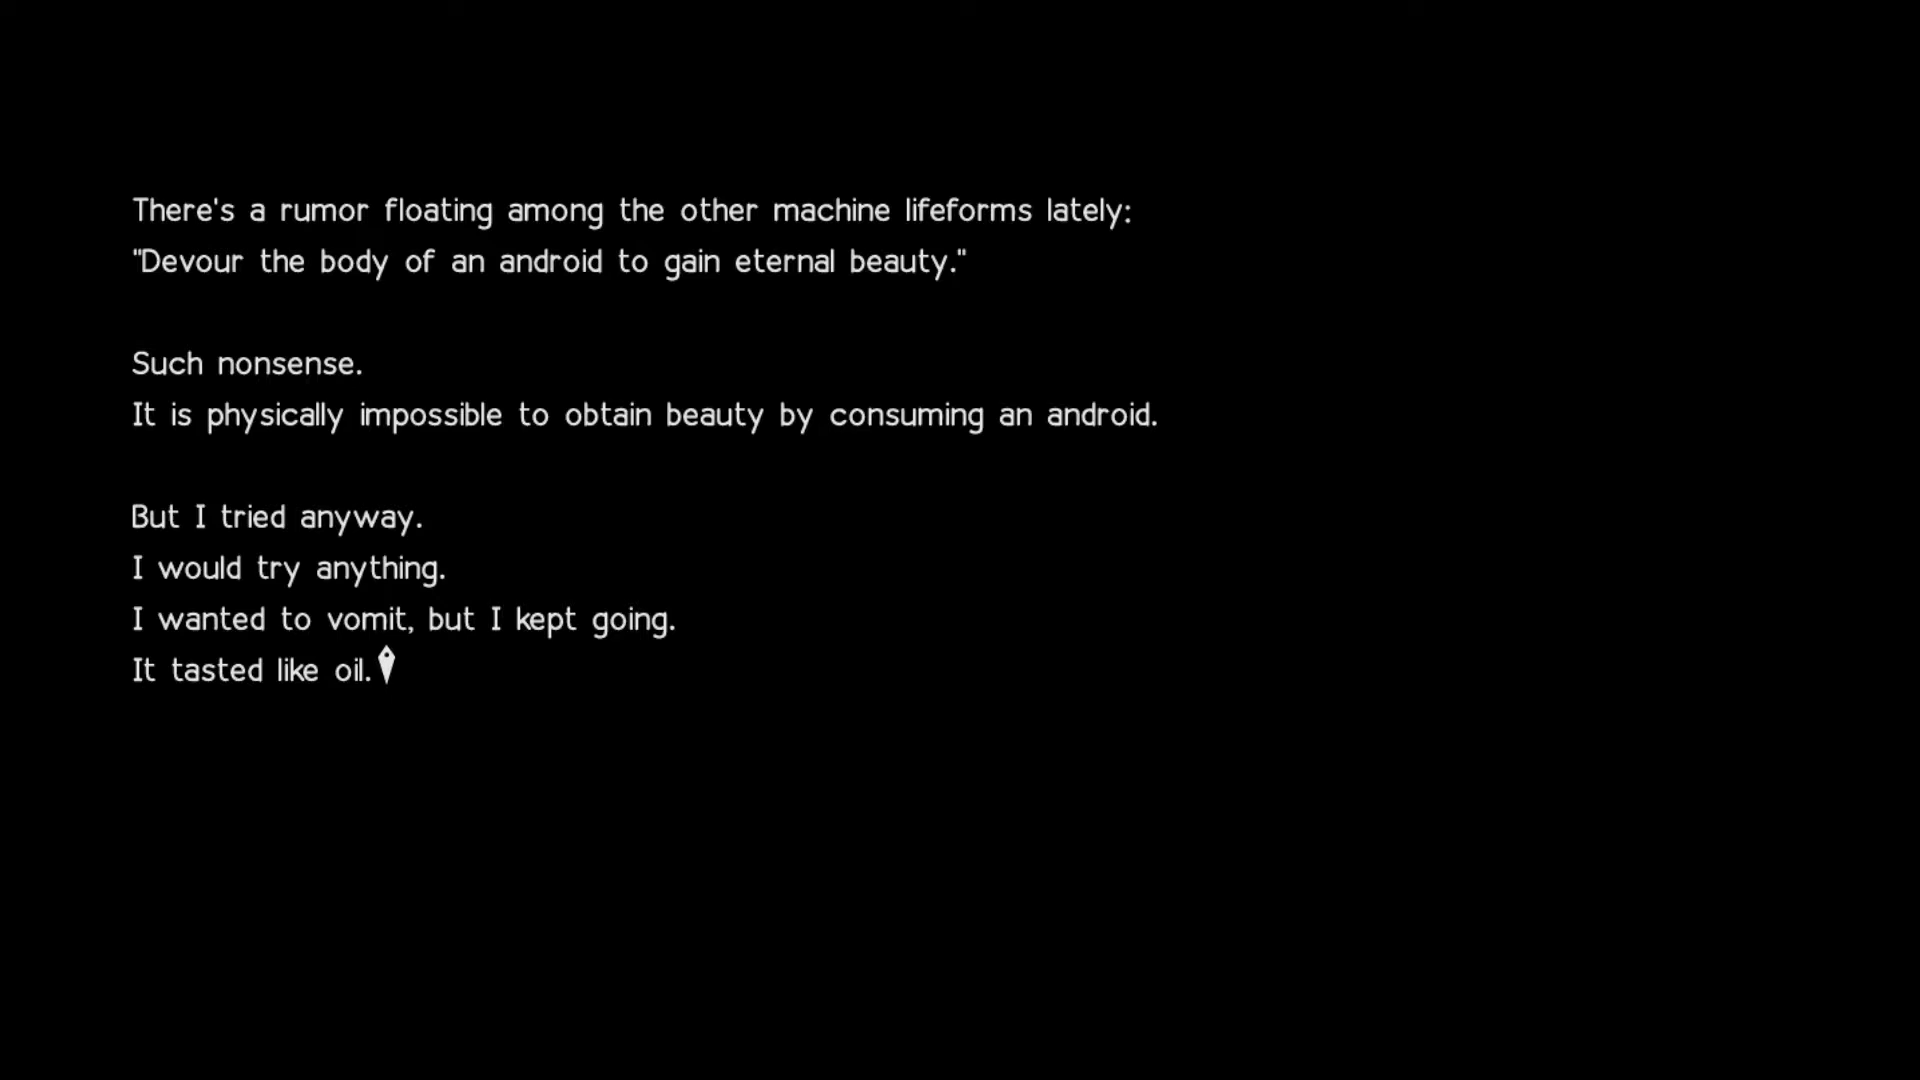 There's a rumor floating among the other machine lifeforms lately:
"Devour the body of an android to gain eternal beauty."
Such nonsense.
It is physically impossible to obtain beauty by consuming an android.
But I tried anyway.
I would try anything.
I wanted to vomit, but I kept going.
It tasted like oil.